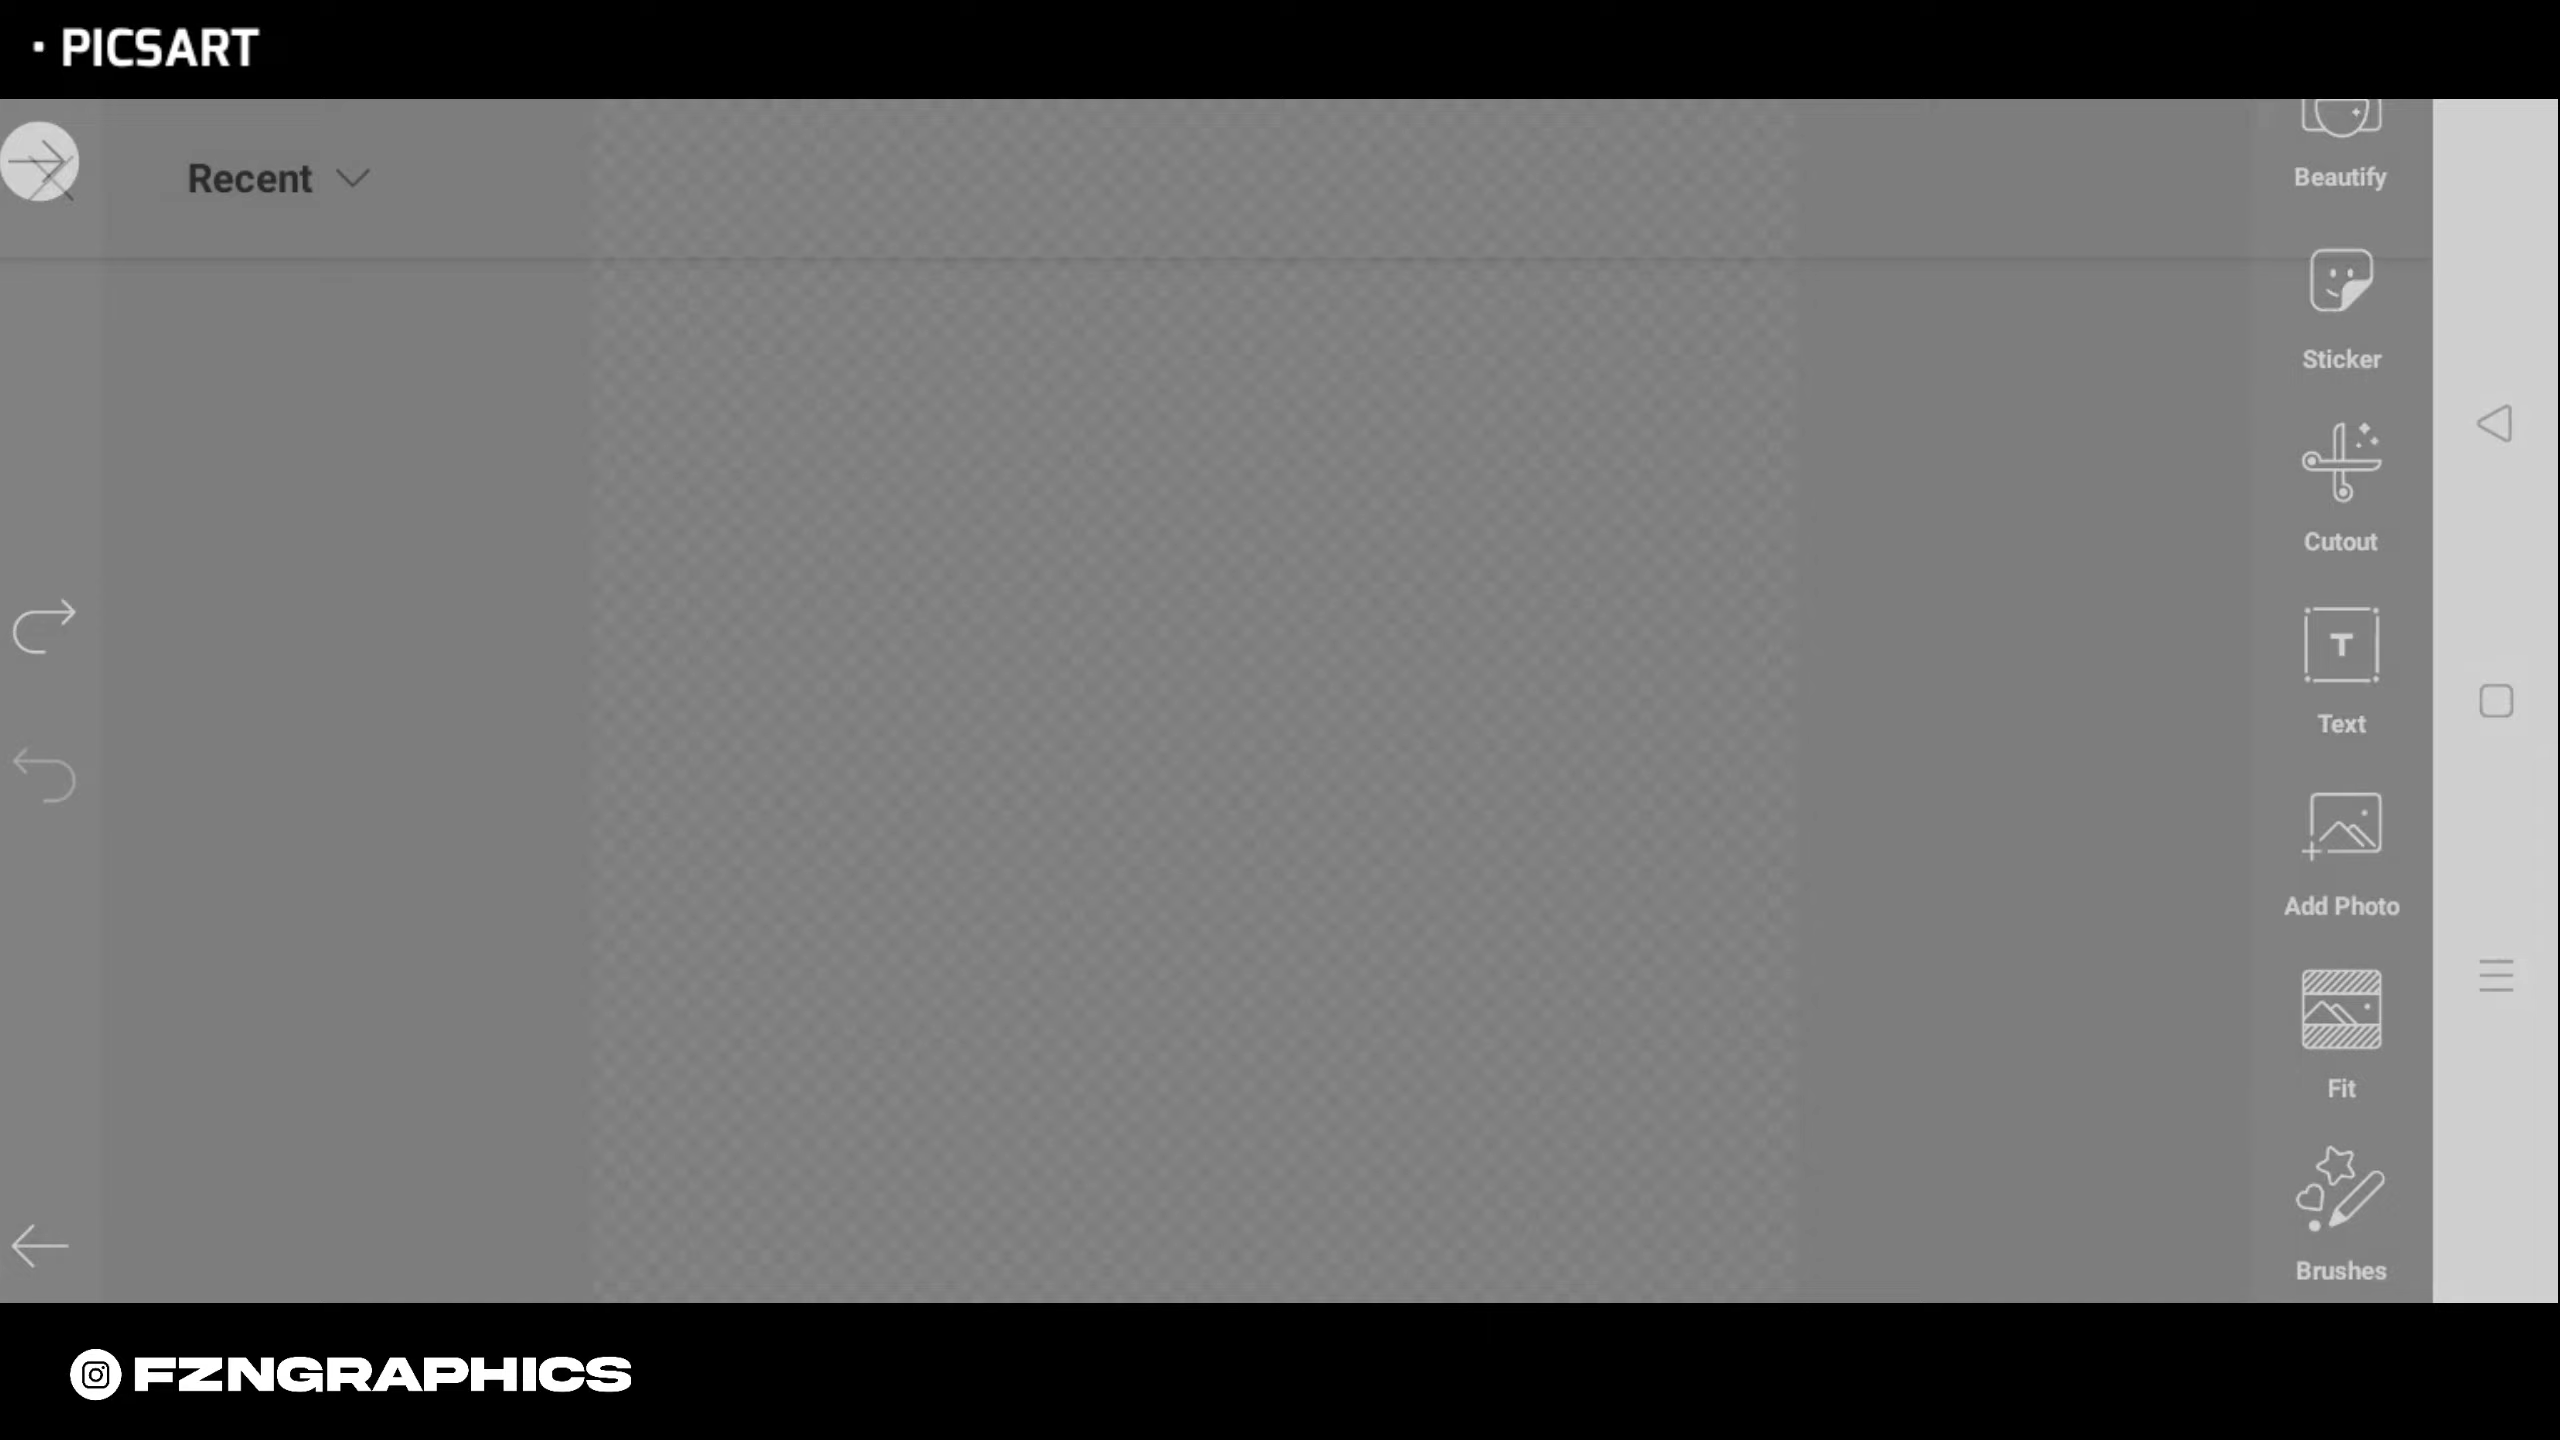 · PICSART
Recent
Beautify
Sticker
Cutout
T
Text
Add Photo
Fit
Brushes
FZNGRAPHICS